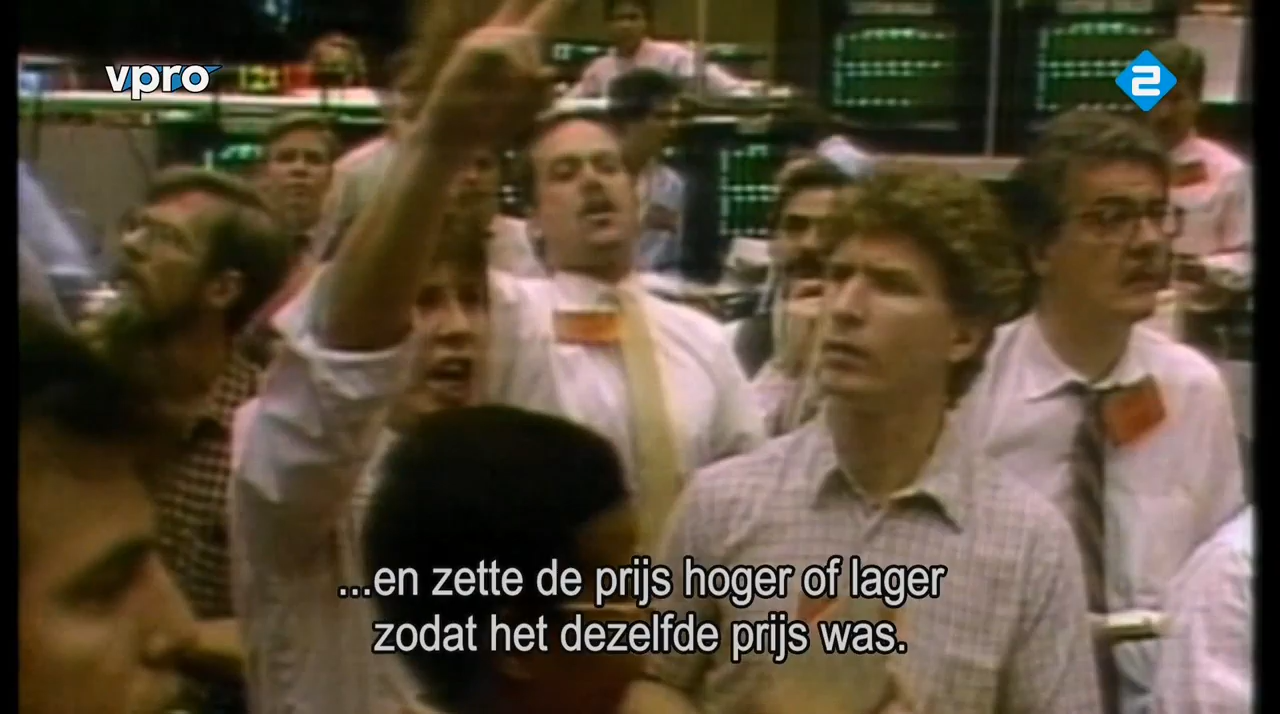 vpro
2
...en zette de prijs hoger of lager
zodat het dezelfde prijs was.